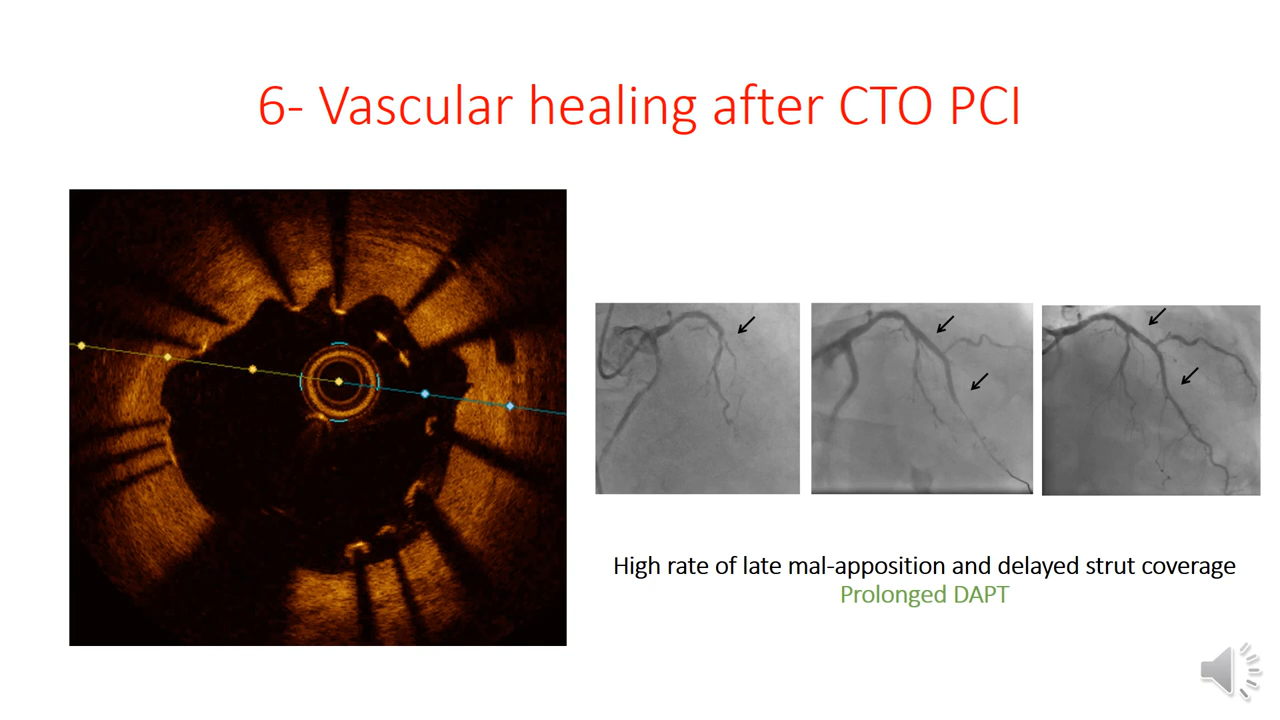 6- Vascular healing after CTO PCI
High rate of late mal-apposition and delayed strut coverage
Prolonged DAPT